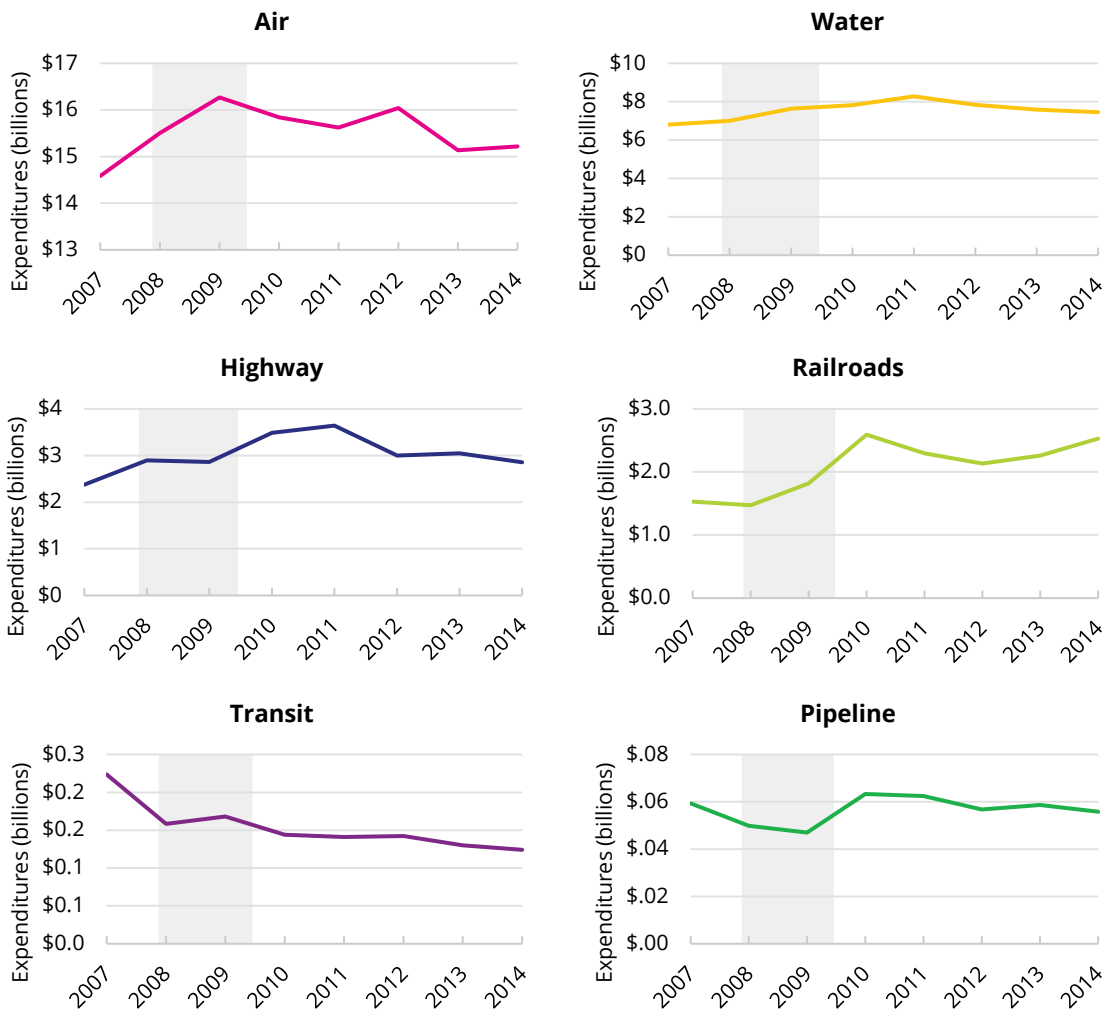 Air
Expenditures (billions)
$17
$16
$15
$14
$13
2007 2008 2009 2010 2011 2012 2013 2014
Water
Expenditures (billions)
$10
$8
$6
$4
$2
$0
2007 2008 2009 2010 2011 2012 2013 2014
Highway
Expenditures (billions)
$4
$3
$2
$1
$0
2007 2008 2009 2010 2011 2012 2013 2014
Railroads
Expenditures (billions)
$3.0
$2.0
$1.0
$0.0
2007 2008 2009 2010 2011 2012 2013 2014
Transit
Expenditures (billions)
$0.3
$0.2
$0.2
$0.1
$0.1
$0.0
2007 2008 2009 2010 2011 2012 2013 2014
Pipeline
Expenditures (billions)
$.08
$.06
$.04
$.02
$.00
2007 2008 2009 2010 2011 2012 2013 2014